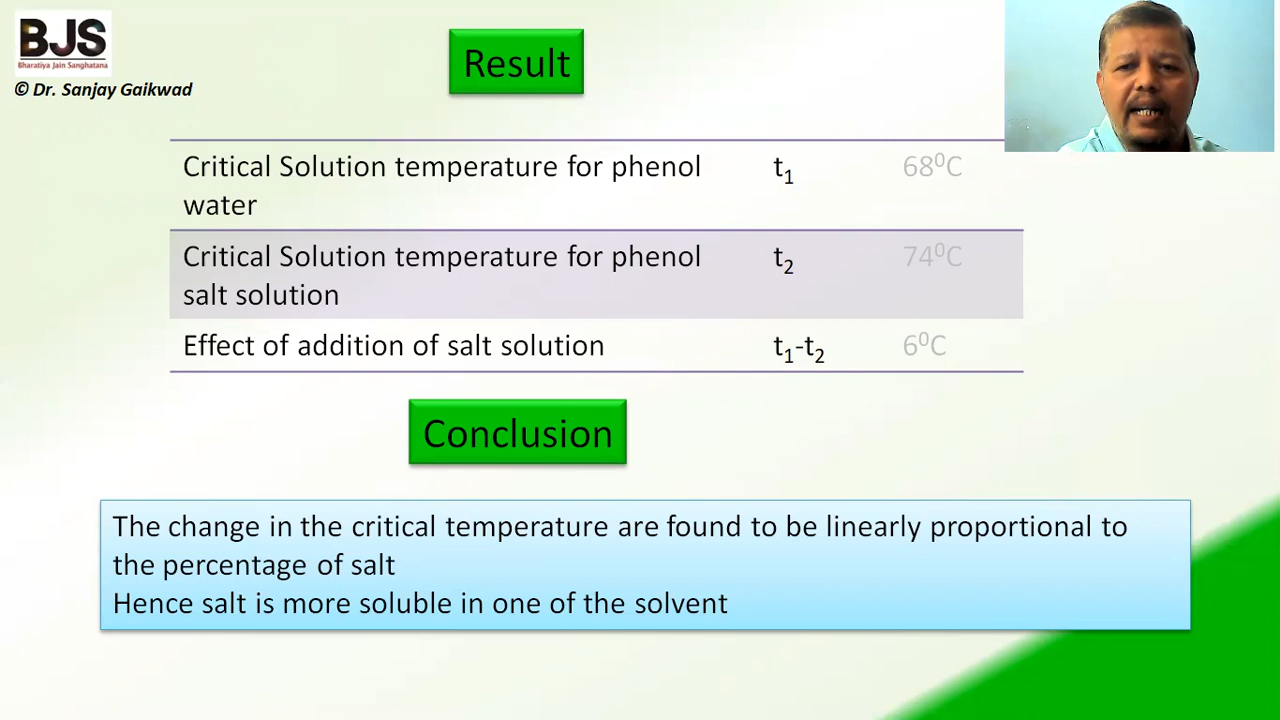 BJS
Bharatiya Jain Sanghatana
© Dr. Sanjay Gaikwad
Result
Critical Solution temperature for phenol t₁ 68⁰C
water
Critical Solution temperature for phenol t₂ 74⁰C
salt solution
Effect of addition of salt solution t₁-t₂ 6⁰C
Conclusion
The change in the critical temperature are found to be linearly proportional to
the percentage of salt
Hence salt is more soluble in one of the solvent